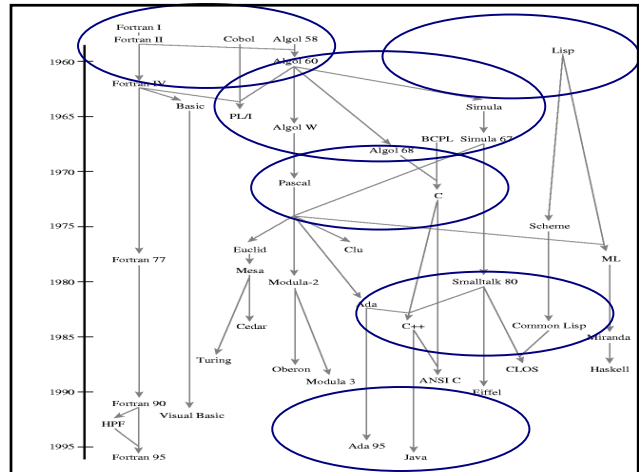 Fortran I
Fortran II Cobol Algol 58
Lisp
1960
Algol 60
Fortran IV
Basic Simula
PL/I
1965
Algol W
BCPL Simula 67
Algol 68
1970
Pascal
C
1975
Scheme
Euclid Clu
Fortran 77 ML
Mesa
1980
Modula-2 Smalltalk 80
Ada
Cedar C++ Common Lisp
1985
Miranda
Turing
Oberon CLOS Haskell
Modula 3 ANSI C
1990
Eiffel
Fortran 90
Visual Basic
HPF
1995
Ada 95
Fortran 95 Java